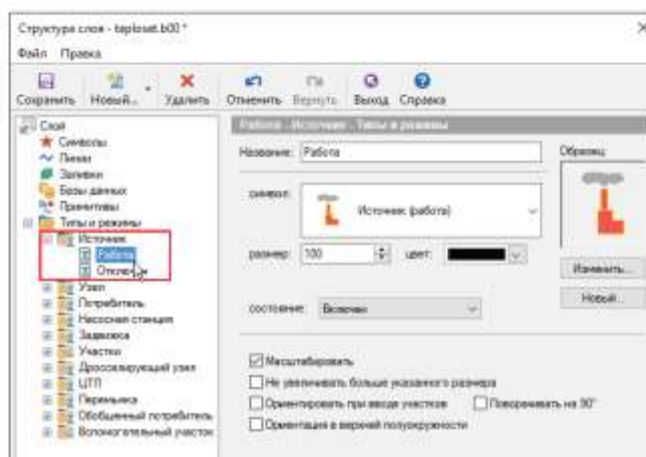 Структура слоя - teploset.b00 *
Файл Правка
Сохранить Новый... Удалить Отменить Вернуть Выход Справка
Слой
Символы
Линии
Заливки
Базы данных
Примитивы
Типы и режимы
Источник
Работа
Отключен
Узел
Потребитель
Насосная станция
Задвижка
Участки
Дросселирующий узел
ЦТП
Перемычка
Обобщенный потребитель
Вспомогательный участок
Работа - Источник - Типы и режимы
Название: Работа
символ: Источник (работа)
размер: 100 цвет:
состояние: Включен
Масштабировать
Не увеличивать больше указанного размера
Ориентировать при вводе участков Поворачивать на 90°
Ориентация в верхней полуокружности
Образец:
Изменить...
Новый...